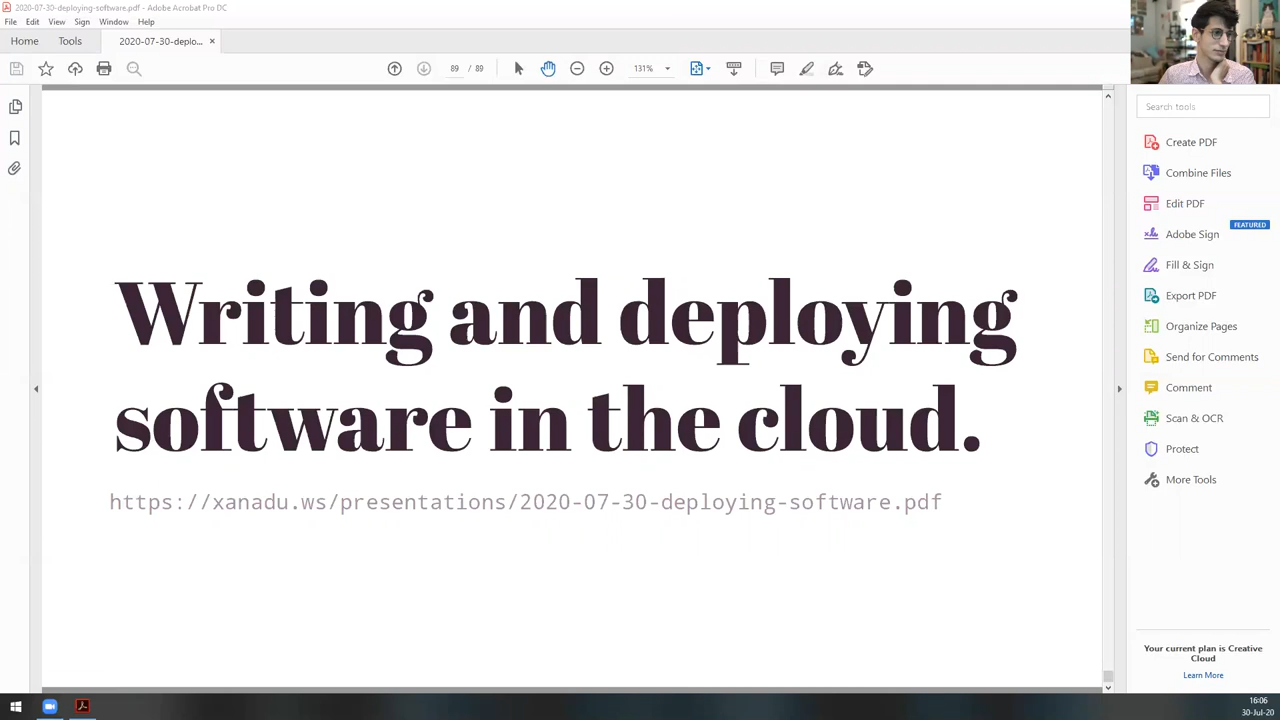 2020-07-30-deploying-software.pdf - Adobe Acrobat Pro DC
File Edit View Sign Window Help
Home Tools 2020-07-30-deplo... ×
89 / 89 131%
Search tools
Create PDF
Combine Files
Edit PDF
FEATURED
Adobe Sign
Fill & Sign
Export PDF
Organize Pages
Send for Comments
Comment
Scan & OCR
Protect
More Tools
Writing and deploying
software in the cloud.
https://xanadu.ws/presentations/2020-07-30-deploying-software.pdf
Your current plan is Creative
Cloud
Learn More
16:06
30-Jul-20